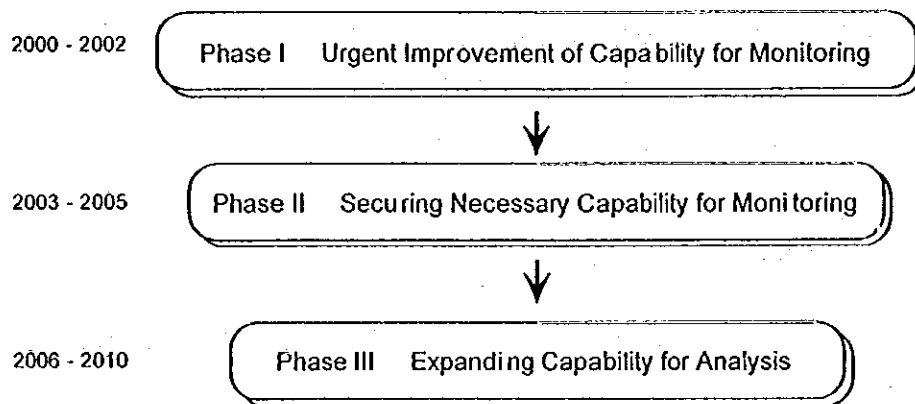 2000 - 2002 Phase I Urgent Improvement of Capability for Monitoring
2003 - 2005 Phase II Securing Necessary Capability for Monitoring
2006 - 2010 Phase III Expanding Capability for Analysis